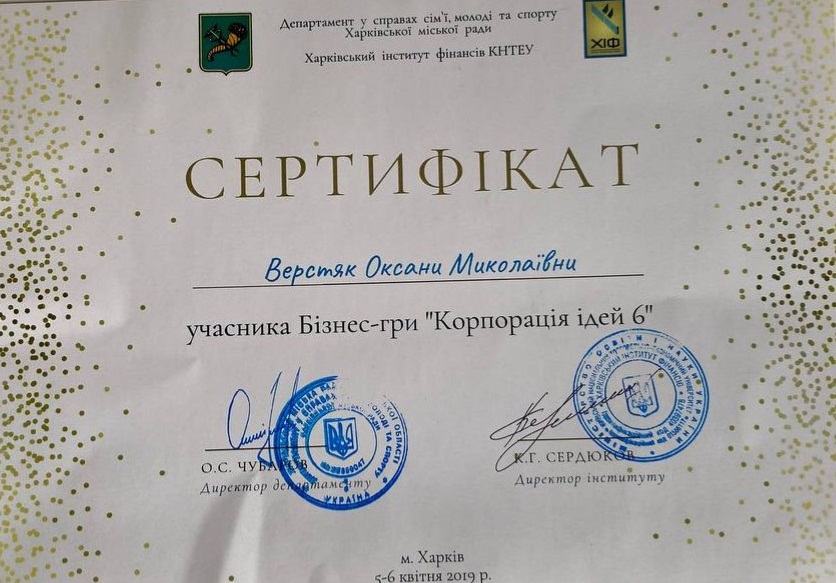 Департамент у справах сім'ї, молоді та спорту
Харківської міської ради
Харківський інститут фінансів КНТЕУ
ХІФ
СЕРТИФІКАТ
Верстяк Оксани Миколаївни
учасника Бізнес-гри "Корпорація ідей 6"
О.С. ЧУБАРОВ
Директор департаменту
К.Г. СЕРДЮКОВ
Директор інституту
УКРАЇНА
м. Харків
5-6 квітня 2019 р.